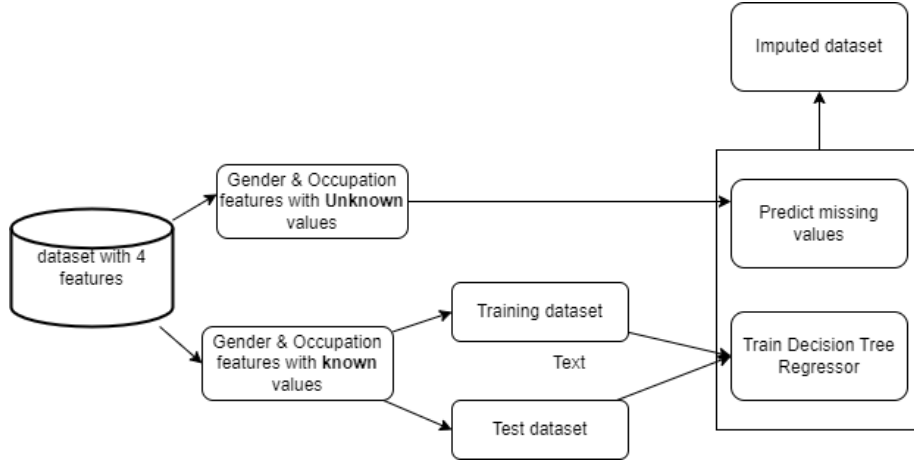 Imputed dataset
Gender & Occupation
features with Unknown
values
Predict missing
values
dataset with 4
features
Training dataset
Gender & Occupation
features with known
values
Text
Train Decision Tree
Regressor
Test dataset